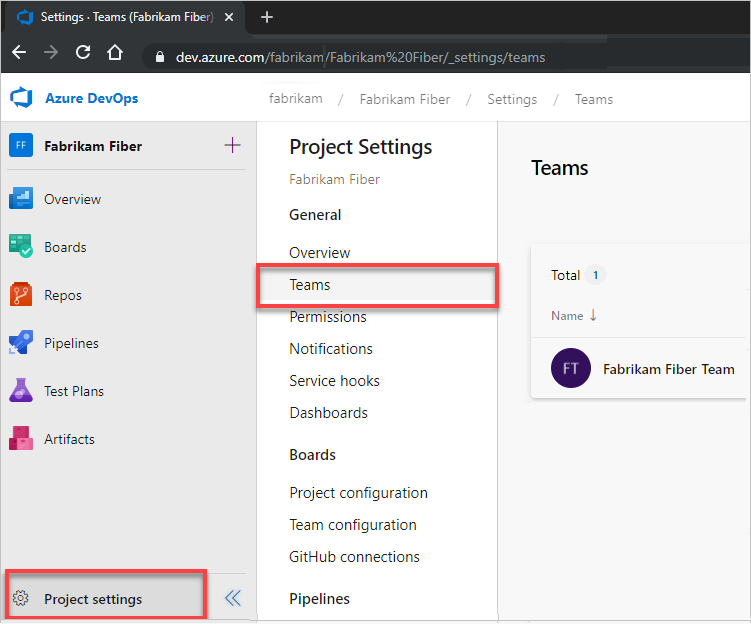 Settings · Teams (Fabrikam Fiber)
dev.azure.com/fabrikam/Fabrikam%20Fiber/_settings/teams
Azure DevOps
fabrikam / Fabrikam Fiber / Settings / Teams
FF Fabrikam Fiber
Overview
Boards
Repos
Pipelines
Test Plans
Artifacts
Project settings
Project Settings
Fabrikam Fiber
General
Overview
Teams
Permissions
Notifications
Service hooks
Dashboards
Boards
Project configuration
Team configuration
GitHub connections
Pipelines
Teams
Total 1
Name ↓
FT Fabrikam Fiber Team